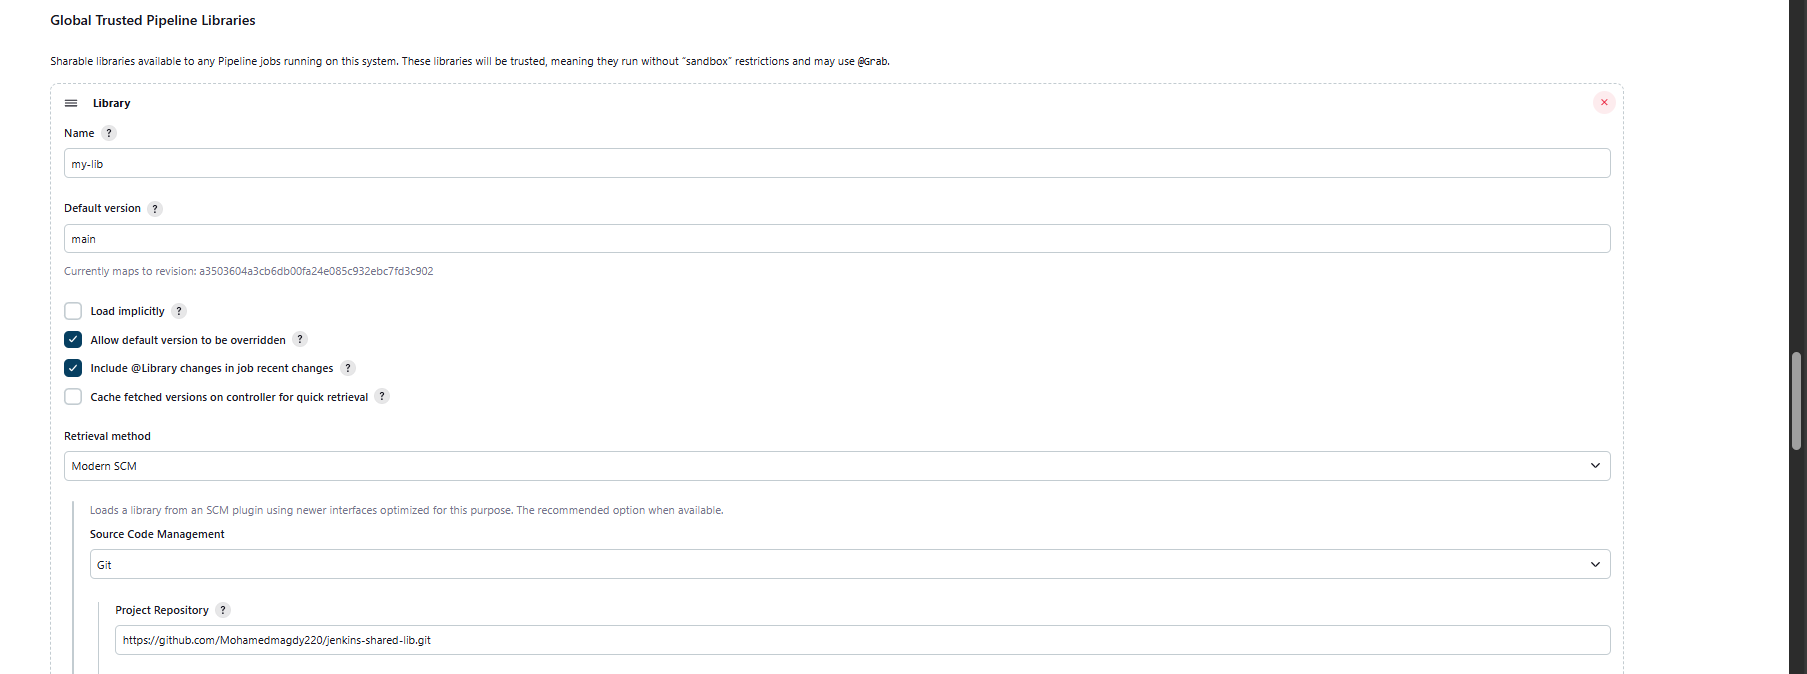 Global Trusted Pipeline Libraries
Sharable libraries available to any Pipeline jobs running on this system. These libraries will be trusted, meaning they run without “sandbox” restrictions and may use @Grab.
Library
Name ?
my-lib
Default version ?
main
Currently maps to revision: a3503604a3cb6db00fa24e085c932ebc7fd3c902
Load implicitly ?
Allow default version to be overridden ?
Include @Library changes in job recent changes ?
Cache fetched versions on controller for quick retrieval ?
Retrieval method
Modern SCM
Loads a library from an SCM plugin using newer interfaces optimized for this purpose. The recommended option when available.
Source Code Management
Git
Project Repository ?
https://github.com/Mohamedmagdy220/jenkins-shared-lib.git